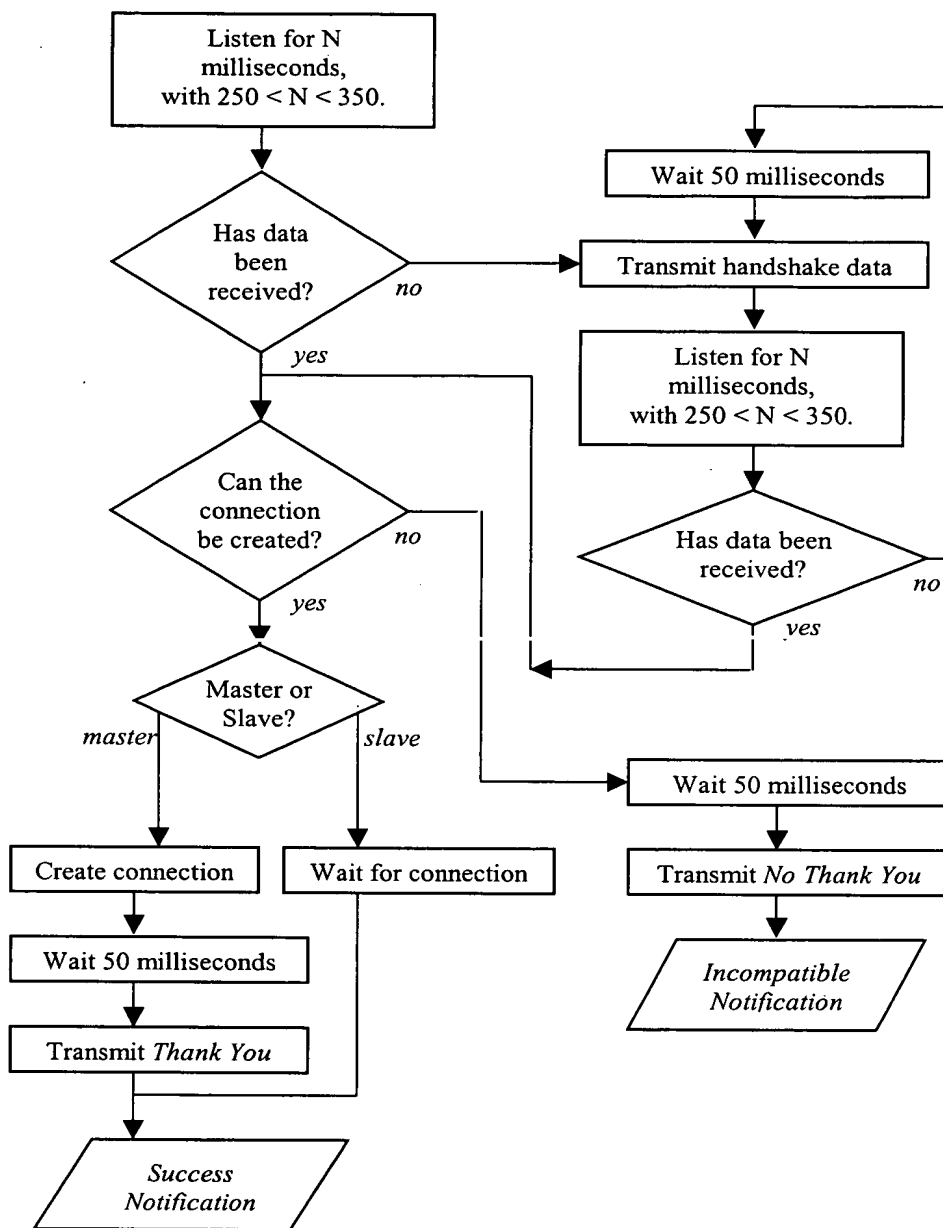 Listen for N
milliseconds,
with 250 < N < 350.
Has data
been
received?
no
yes
Can the
connection
be created?
no
yes
Master or
Slave?
master
slave
Create connection
Wait for connection
Wait 50 milliseconds
Transmit Thank You
Success
Notification
Wait 50 milliseconds
Transmit handshake data
Listen for N
milliseconds,
with 250 < N < 350.
Has data been
received?
no
yes
Wait 50 milliseconds
Transmit No Thank You
Incompatible
Notification